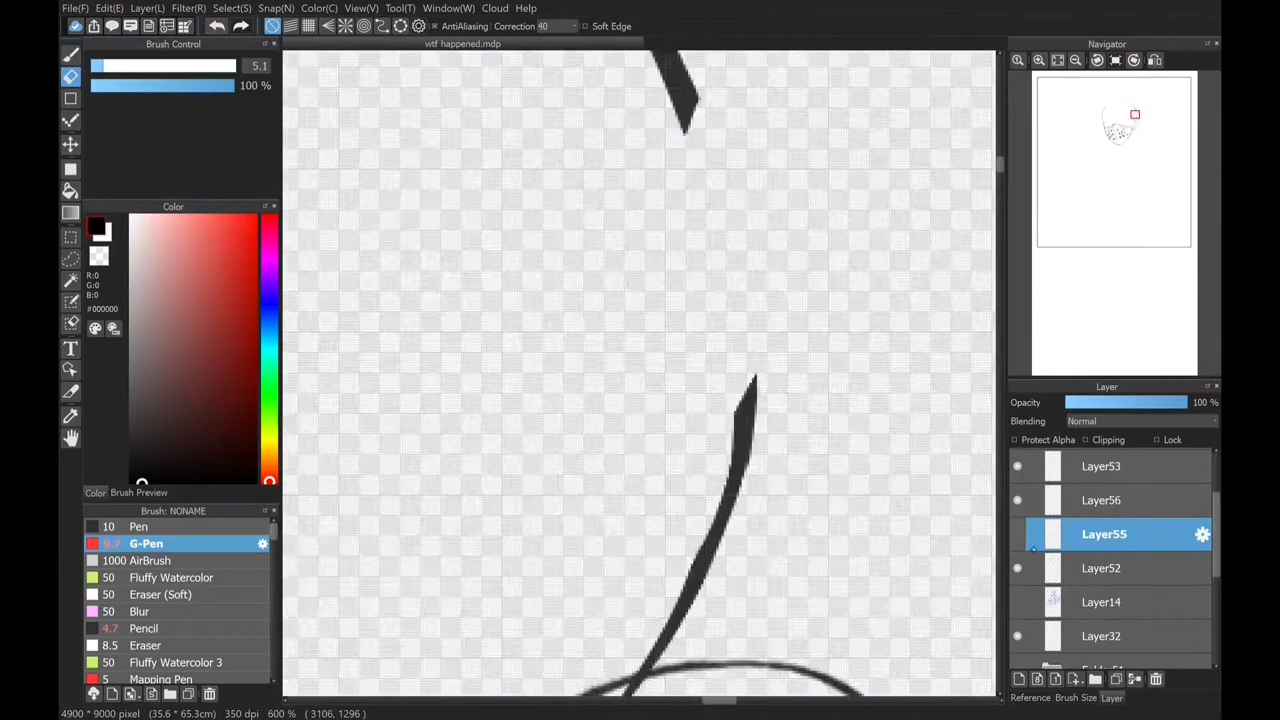 File(F) Edit(E) Layer(L) Filter(R) Select(S) Snap(N) Color(C) View(V) Tool(T) Window(W) Cloud Help
AntiAliasing Correction 40 Soft Edge
Brush Control
5.1
100 %
Color
R:0
G:0
B:0
#000000
Color Brush Preview
Brush: NONAME
10 Pen
9.7 G-Pen
1000 AirBrush
50 Fluffy Watercolor
50 Eraser (Soft)
50 Blur
4.7 Pencil
8.5 Eraser
50 Fluffy Watercolor 3
5 Mapping Pen
wtf happened.mdp
Navigator
Layer
Opacity 100 %
Blending Normal
Protect Alpha Clipping Lock
Layer53
Layer56
Layer55
Layer52
Layer14
Layer32
Reference Brush Size Layer
4900 * 9000 pixel (35.6 * 65.3cm) 350 dpi 600 % ( 3106, 1296 )